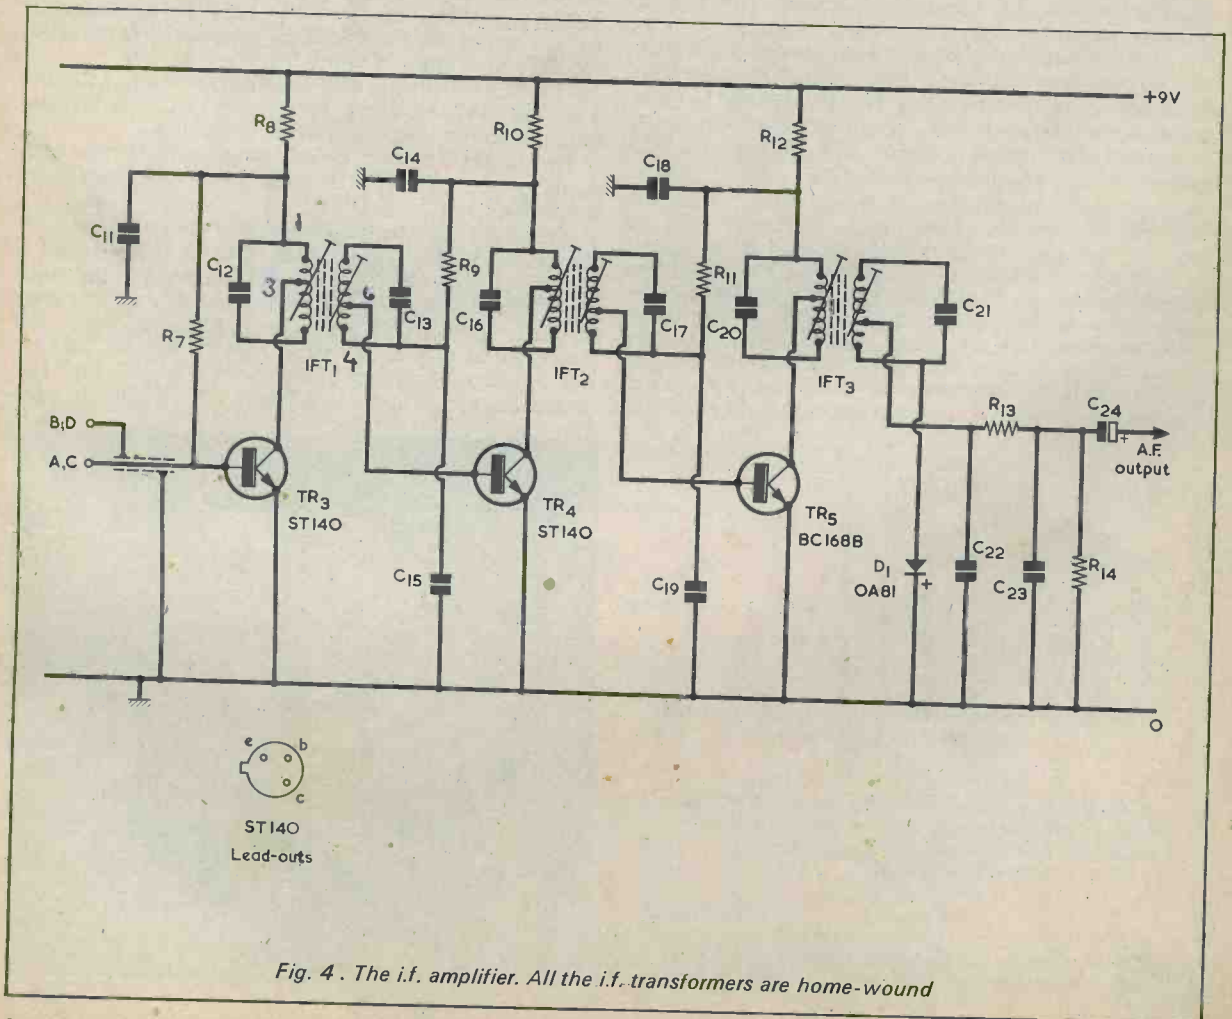 +9V
R8
R10
R12
C14
C18
C11
1
C12
3
6
C13
R9
C16
C17
R11
C20
C21
R7
IFT1
4
IFT2
IFT3
B;D
A,C
R13
C24
+
A.F.
output
TR3
ST140
TR4
ST140
TR5
BC168B
C15
C19
D1
OA81
+
C22
C23
R14
O
e
b
c
ST140
Lead-outs
Fig. 4. The i.f. amplifier. All the i.f. transformers are home-wound